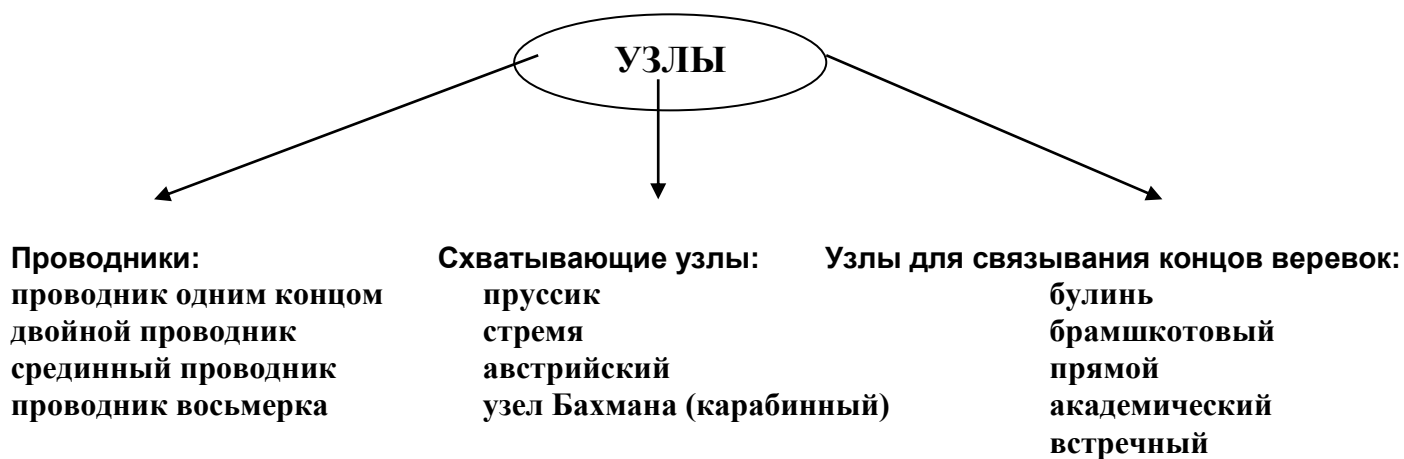 УЗЛЫ
Проводники:
проводник одним концом
двойной проводник
срединный проводник
проводник восьмерка
Схватывающие узлы:
пруссик
стремя
австрийский
узел Бахмана (карабинный)
Узлы для связывания концов веревок:
булинь
брамшкотовый
прямой
академический
встречный